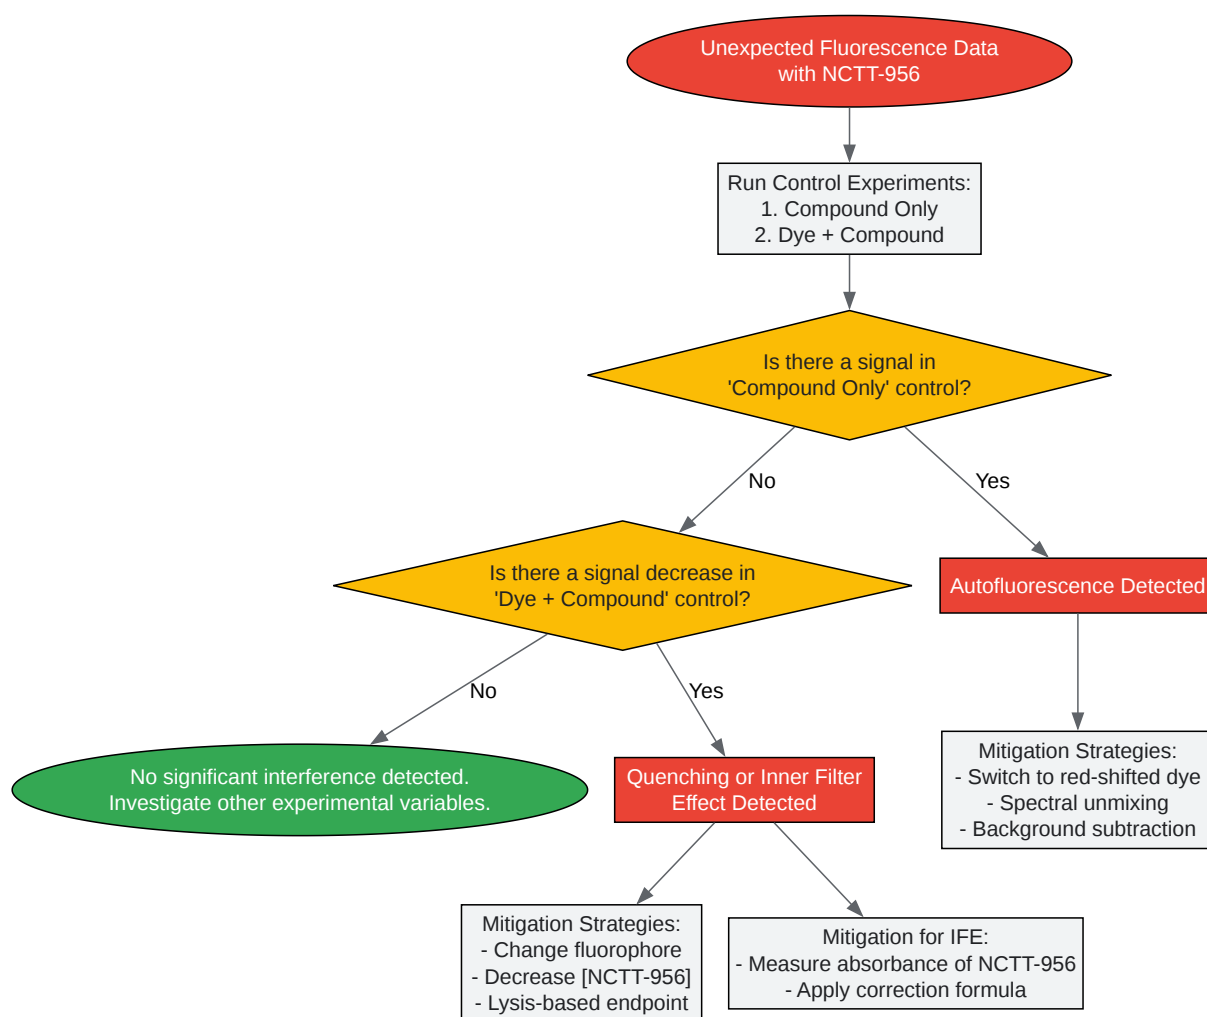 Unexpected Fluorescence Data
with NCTT-956
Run Control Experiments:
1. Compound Only
2. Dye + Compound
Is there a signal in
'Compound Only' control?
No
Yes
Is there a signal decrease in
'Dye + Compound' control?
Autofluorescence Detected
No
Yes
No significant interference detected.
Investigate other experimental variables.
Quenching or Inner Filter
Effect Detected
Mitigation Strategies:
- Switch to red-shifted dye
- Spectral unmixing
- Background subtraction
Mitigation Strategies:
- Change fluorophore
- Decrease [NCTT-956]
- Lysis-based endpoint
Mitigation for IFE:
- Measure absorbance of NCTT-956
- Apply correction formula